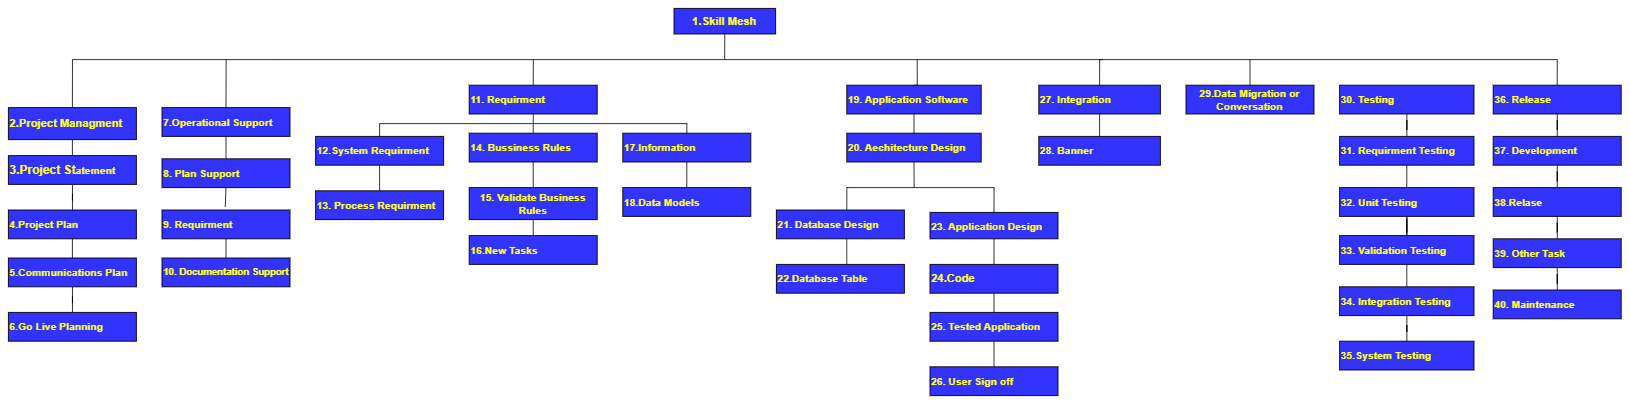 1.Skill Mesh
2.Project Managment
3.Project Statement
4.Project Plan
5.Communications Plan
6.Go Live Planning
7.Operational Support
8. Plan Support
9. Requirment
10. Documentation Support
11. Requirment
12.System Requirment
13. Process Requirment
14. Bussiness Rules
15. Validate Business
Rules
16.New Tasks
17.Information
18.Data Models
19. Application Software
20. Aechitecture Design
21. Database Design
22.Database Table
23. Application Design
24.Code
25. Tested Application
26. User Sign off
27. Integration
28. Banner
29.Data Migration or
Conversation
30. Testing
31. Requirment Testing
32. Unit Testing
33. Validation Testing
34. Integration Testing
35.System Testing
36. Release
37. Development
38.Relase
39. Other Task
40. Maintenance